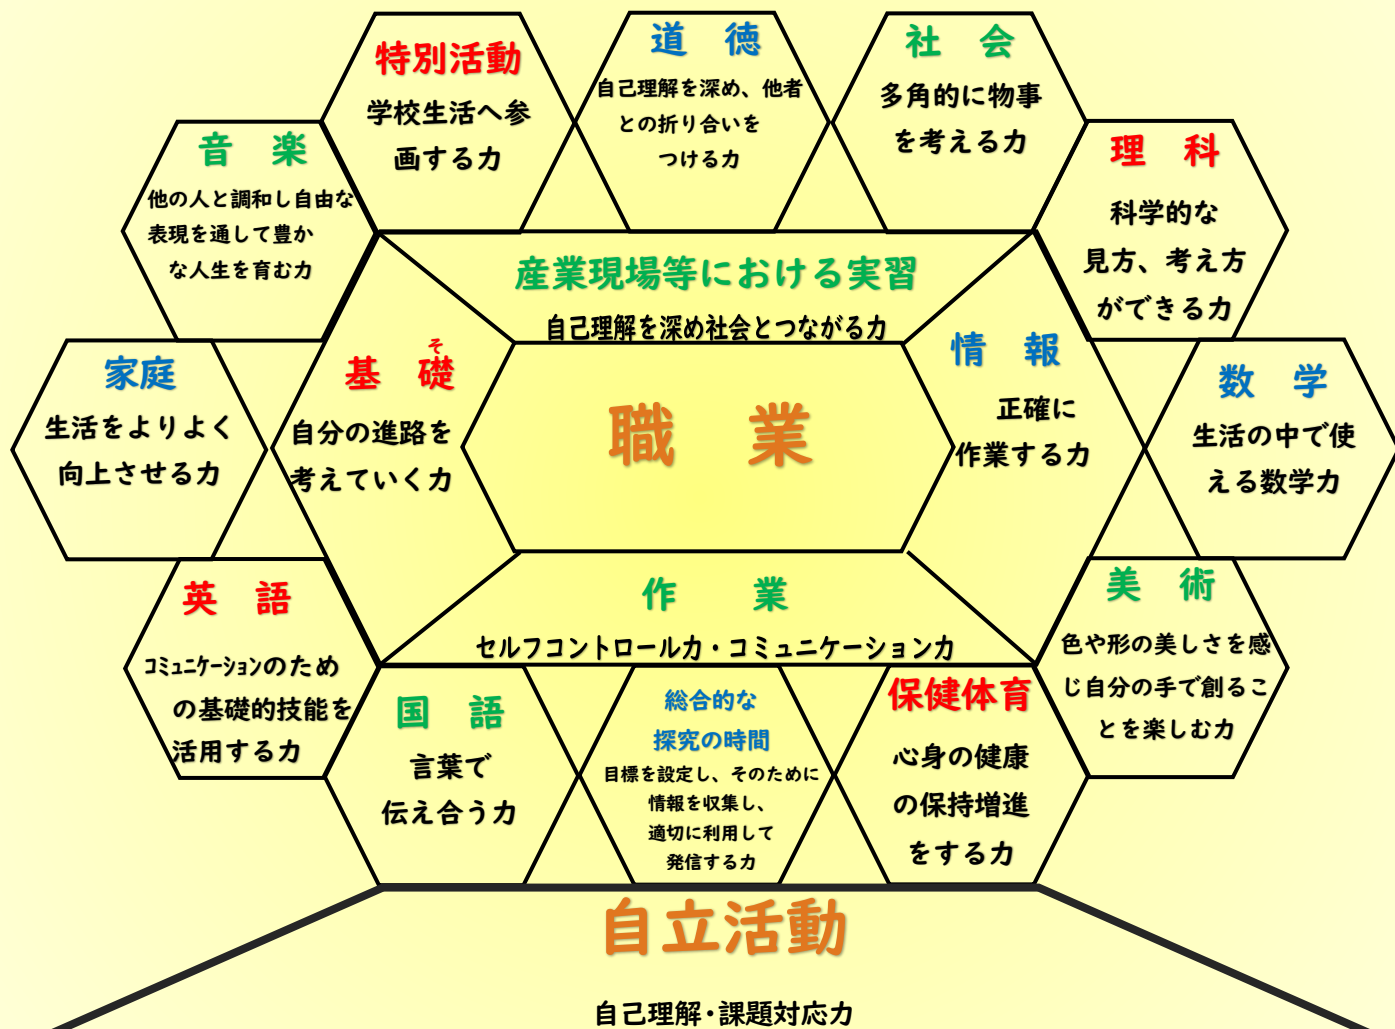 特別活動
学校生活へ参
画する力
道　徳
自己理解を深め、他者
との折り合いを
つける力
社　会
多角的に物事
を考える力
音　楽
他の人と調和し自由な
表現を通して豊か
な人生を育む力
理　科
科学的な
見方、考え方
ができる力
産業現場等における実習
自己理解を深め社会とつながる力
家庭
生活をよりよく
向上させる力
そ
基　礎
自分の進路を
考えていく力
職　業
情　報
正確に
作業する力
数　学
生活の中で使
える数学力
英　語
コミュニケーションのため
の基礎的技能を
活用する力
作　業
セルフコントロール力・コミュニケーション力
美　術
色や形の美しさを感
じ自分の手で創るこ
とを楽しむ力
国　語
言葉で
伝え合う力
総合的な
探究の時間
目標を設定し、そのために
情報を収集し、
適切に利用して
発信する力
保健体育
心身の健康
の保持増進
をする力
自立活動
自己理解・課題対応力